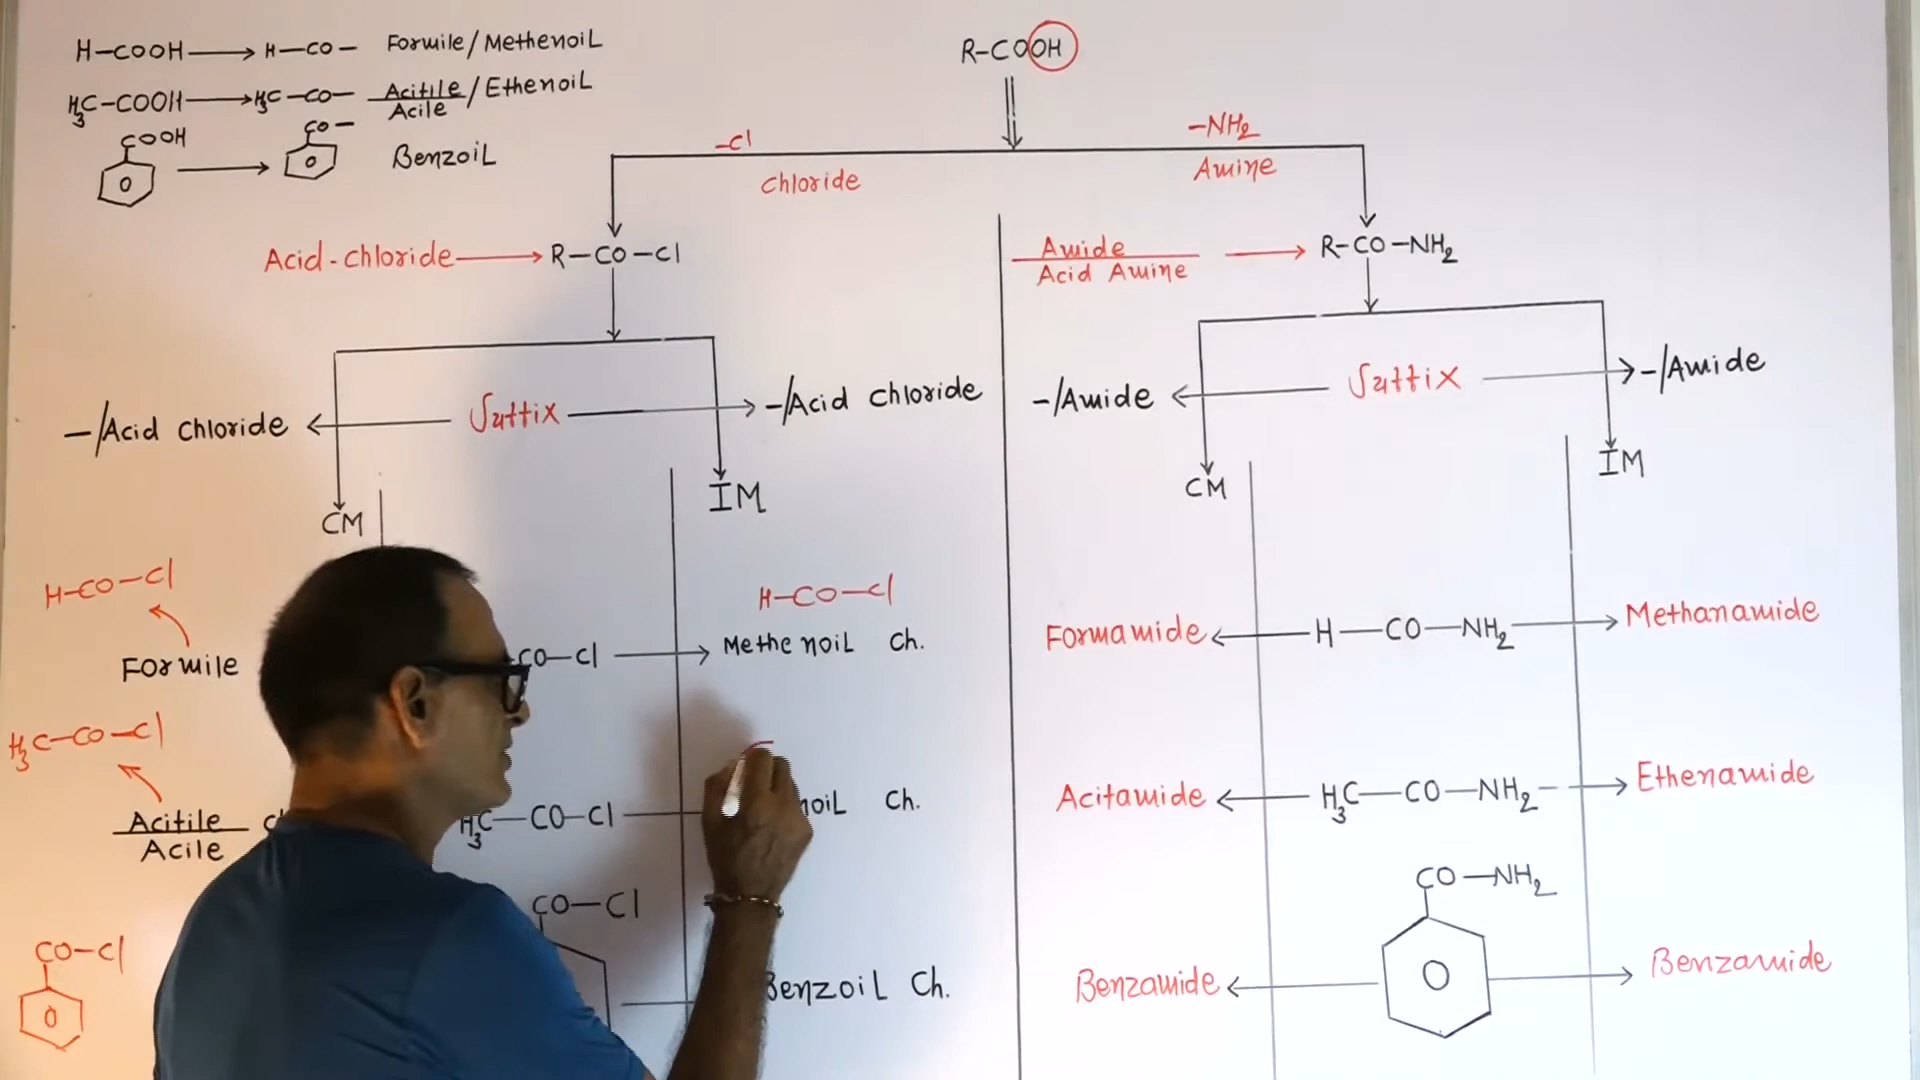 H-COOH → H-CO- Formile/MethenoiL
H₃C-COOH → H₃C-CO- Acitile/EthenoiL
Acile
COOH → CO- BenzoiL
R-COOH
-Cl
chloride
-NH₂
Amine
Acid-chloride → R-CO-Cl
Amide
Acid Amine → R-CO-NH₂
-/Acid chloride ← Suffix → -/Acid chloride
-/Amide ← Suffix → -/Amide
CM
IM
CM
IM
H-CO-Cl
Formile
CO-Cl →
H-CO-Cl
MethenoiL Ch.
Formamide ← H-CO-NH₂ → Methanamide
H₃C-CO-Cl
Acitile
Acile
H₃C-CO-Cl
noiL Ch.
Acitamide ← H₃C-CO-NH₂ → Ethenamide
CO-Cl
CO-Cl
BenzoiL Ch.
CO-NH₂
Benzamide ← → Benzamide